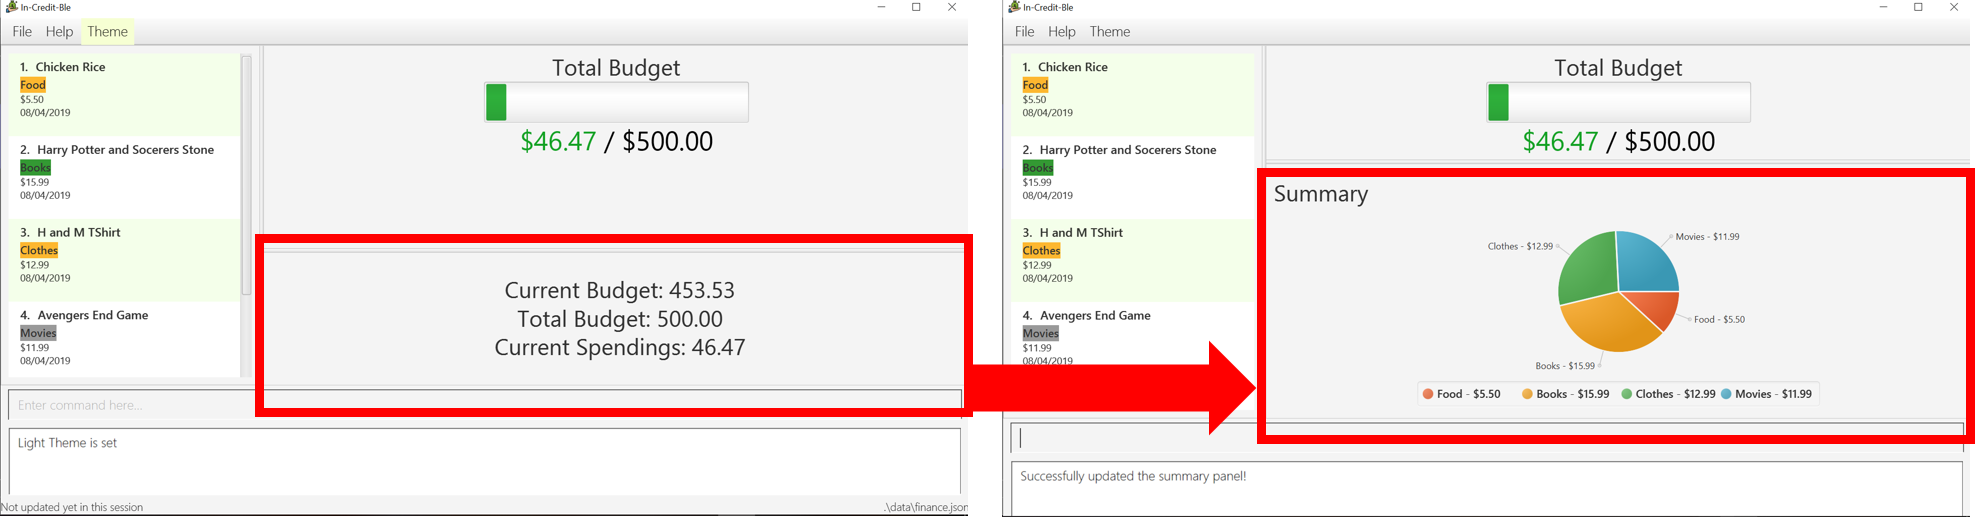 In-Credit-Ble
File Help Theme
1. Chicken Rice
Food
$5.50
08/04/2019
2. Harry Potter and Socerers Stone
Books
$15.99
08/04/2019
3. H and M TShirt
Clothes
$12.99
08/04/2019
4. Avengers End Game
Movies
$11.99
08/04/2019
Total Budget
$46.47 / $500.00
Current Budget: 453.53
Total Budget: 500.00
Current Spendings: 46.47
Enter command here...
Light Theme is set
Not updated yet in this session
.\data\finance.json
In-Credit-Ble
File Help Theme
1. Chicken Rice
Food
$5.50
08/04/2019
2. Harry Potter and Socerers Stone
Books
$15.99
08/04/2019
3. H and M TShirt
Clothes
$12.99
08/04/2019
4. Avengers End Game
Movies
$11.99
08/04/2019
Total Budget
$46.47 / $500.00
Summary
Movies - $11.99
Clothes - $12.99
Food - $5.50
Books - $15.99
Food - $5.50 Books - $15.99 Clothes - $12.99 Movies - $11.99
Successfully updated the summary panel!